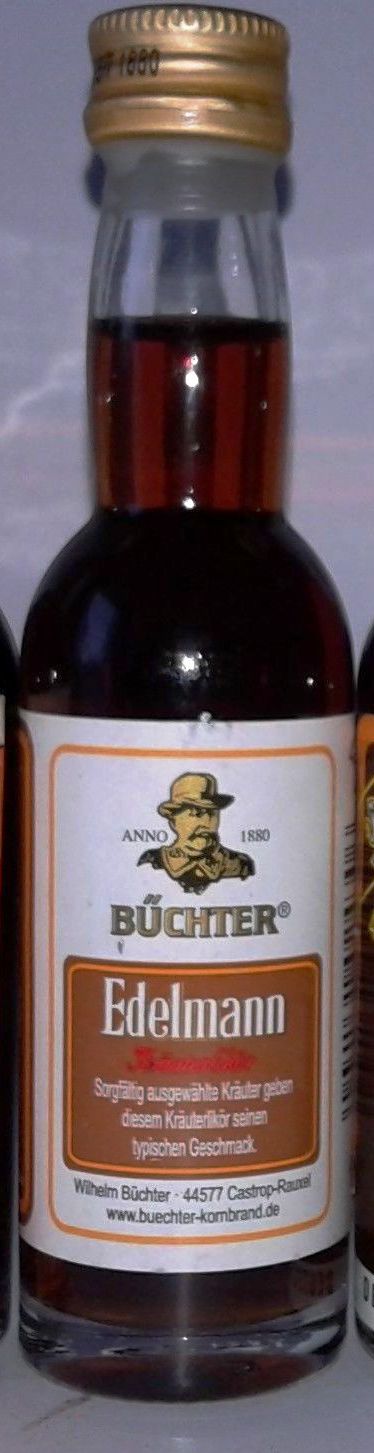 1880
ANNO 1880
BÜCHTER®
Edelmann
Sorgfältig ausgewählte Kräuter geben
diesem Kräuterlikör seinen
typischen Geschmack.
Wilhelm Büchter · 44577 Castrop-Rauxel
www.buechter-kornbrand.de